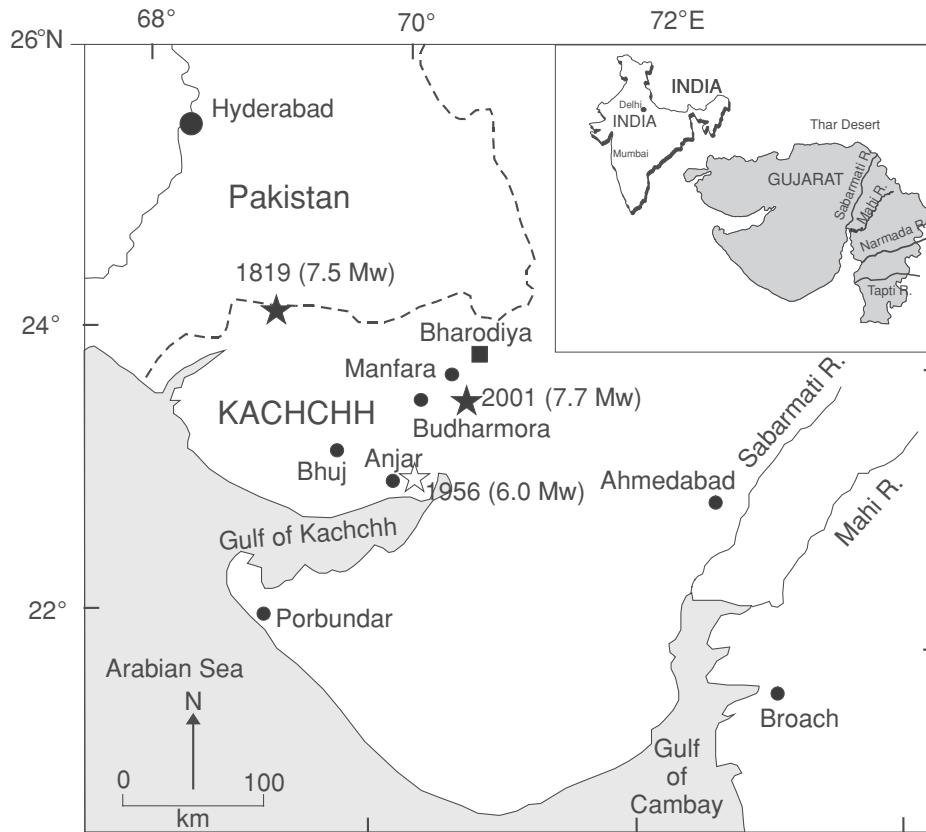 68°
70°
72°E
26°N
Hyderabad
Pakistan
1819 (7.5 Mw)
24°
Bharodiya
Manfara
2001 (7.7 Mw)
KACHCHH
Budharmora
Bhuj
Anjar
1956 (6.0 Mw)
Gulf of Kachchh
Ahmedabad
Sabarmati R.
Mahi R.
22°
Porbundar
Arabian Sea
N
0
100
km
Broach
Gulf
of
Cambay
INDIA
Delhi
INDIA
Mumbai
Thar Desert
GUJARAT
Sabarmati R.
Mahi R.
Narmada R.
Tapti R.